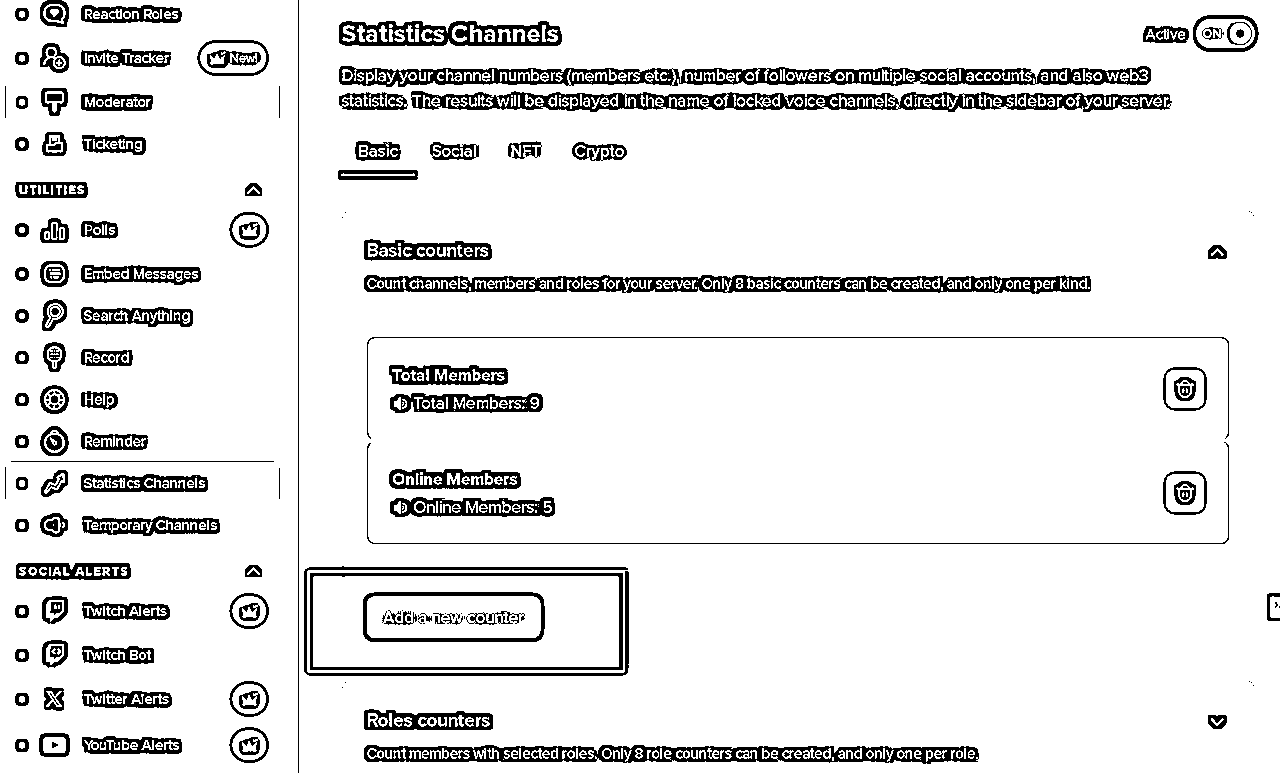 Reaction Roles
Invite Tracker New!
Moderator
Ticketing
UTILITIES
Polls
Embed Messages
Search Anything
Record
Help
Reminder
Statistics Channels
Temporary Channels
SOCIAL ALERTS
Twitch Alerts
Twitch Bot
Twitter Alerts
YouTube Alerts
Statistics Channels
Active ON
Display your channel numbers (members etc.), number of followers on multiple social accounts, and also web3
statistics. The results will be displayed in the name of locked voice channels, directly in the sidebar of your server.
Basic Social NFT Crypto
Basic counters
Count channels, members and roles for your server. Only 8 basic counters can be created, and only one per kind.
Total Members
Total Members: 9
Online Members
Online Members: 5
Add a new counter
Roles counters
Count members with selected roles. Only 8 role counters can be created, and only one per role.